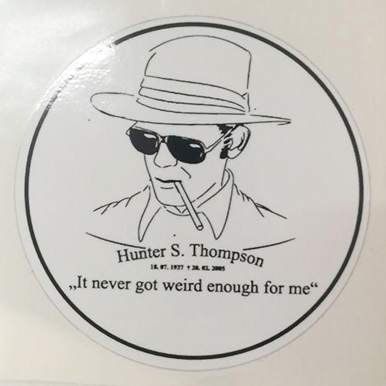 Hunter S. Thompson
18. 07. 1937 † 20. 02. 2005
„It never got weird enough for me“